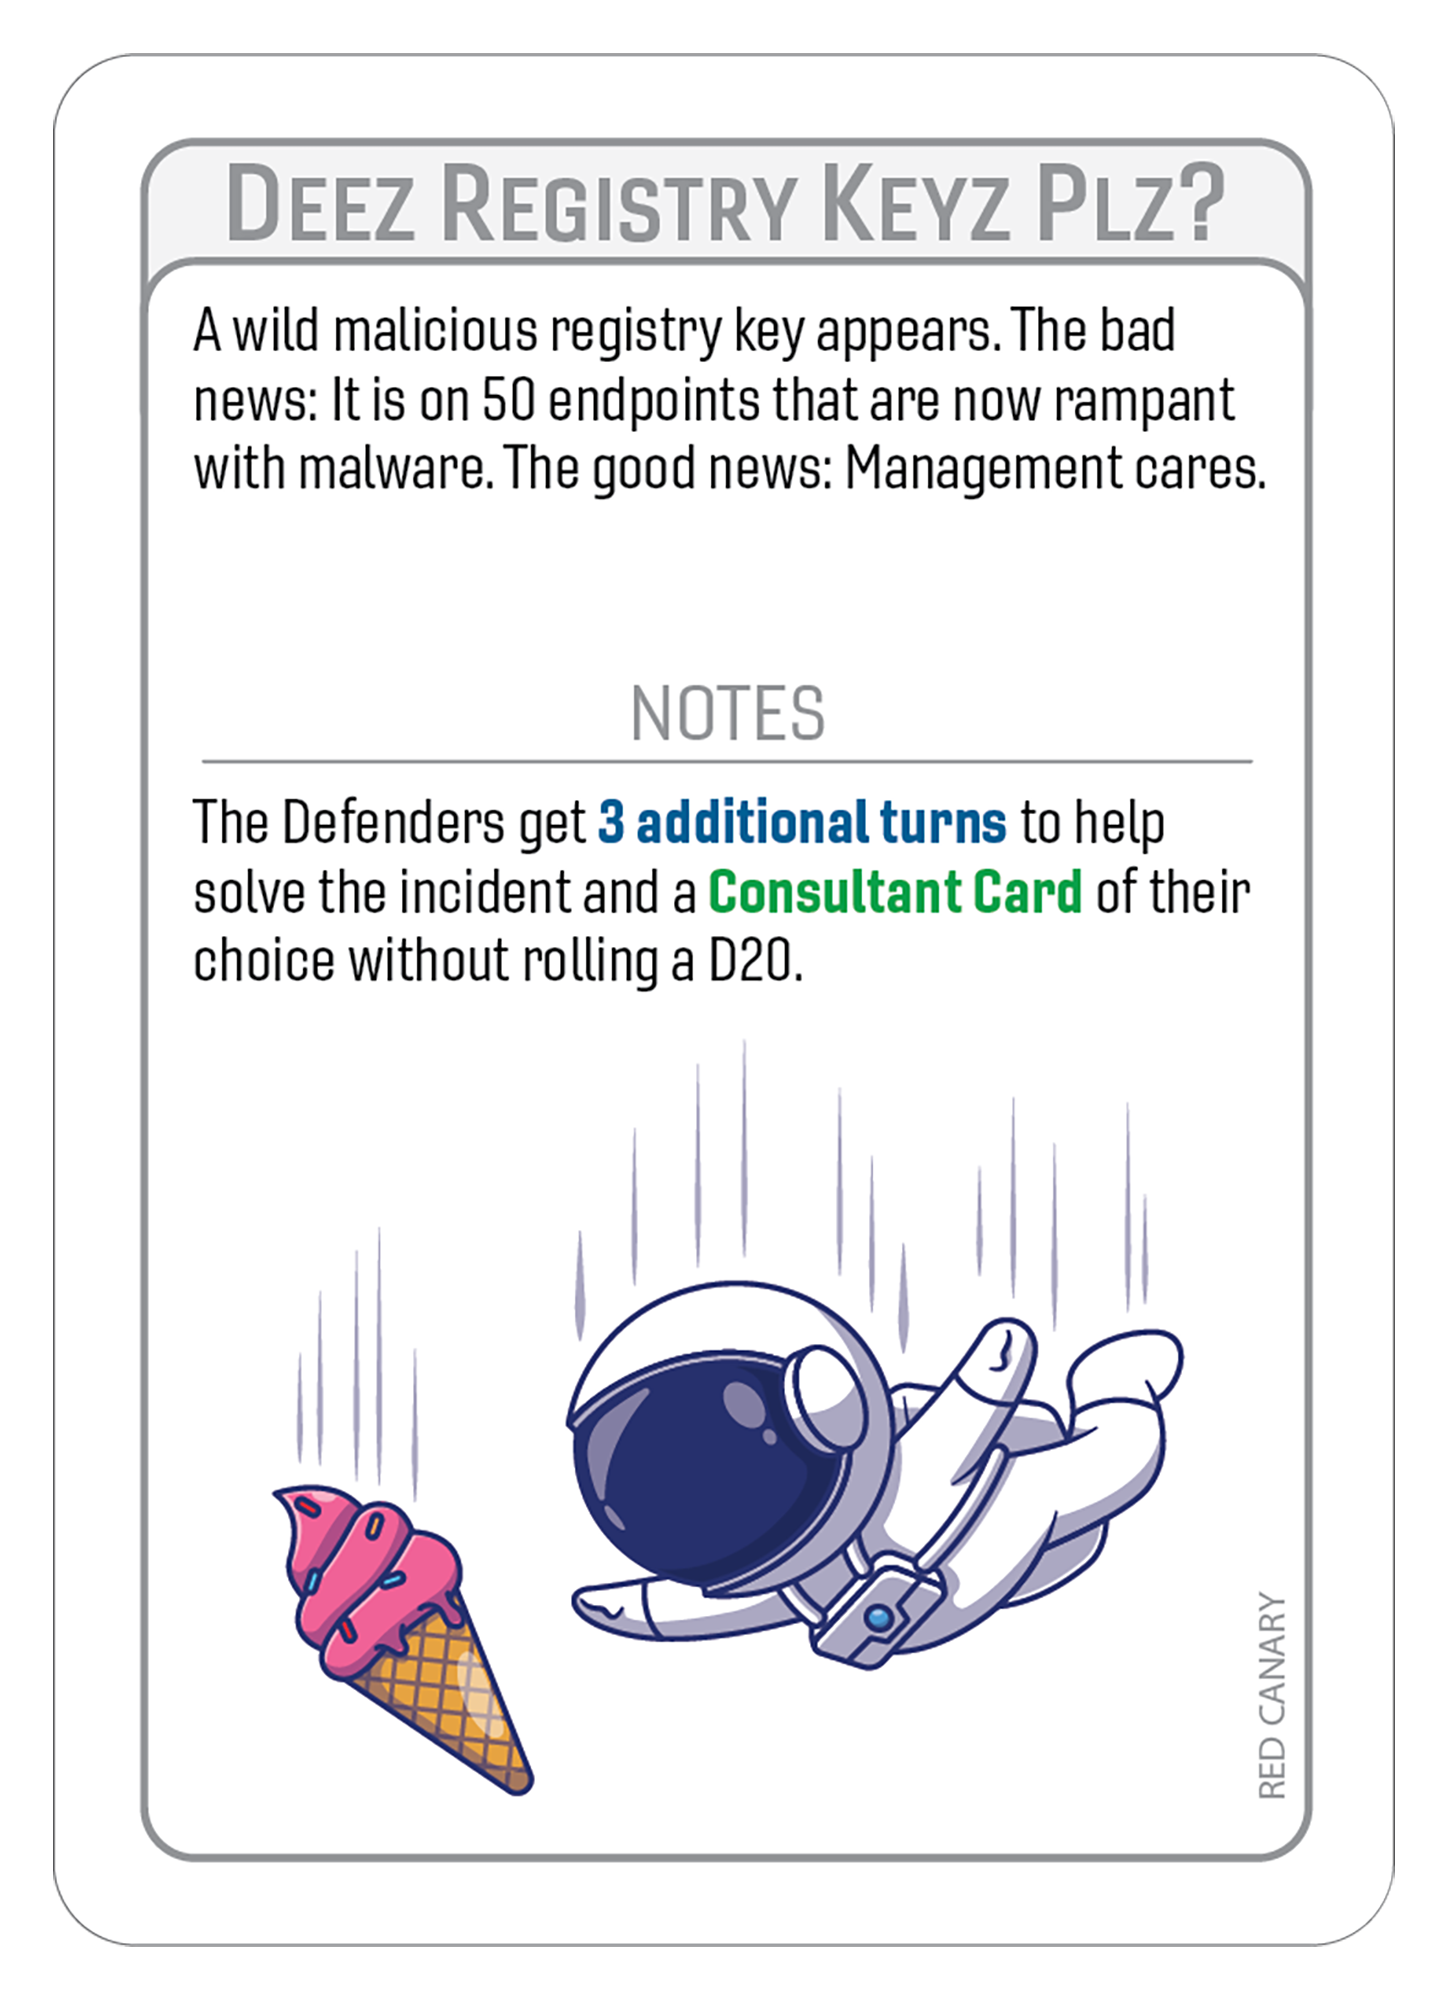 DEEZ REGISTRY KEYZ PLZ?
A wild malicious registry key appears. The bad
news: It is on 50 endpoints that are now rampant
with malware. The good news: Management cares.
NOTES
The Defenders get 3 additional turns to help
solve the incident and a Consultant Card of their
choice without rolling a D20.
RED CANARY